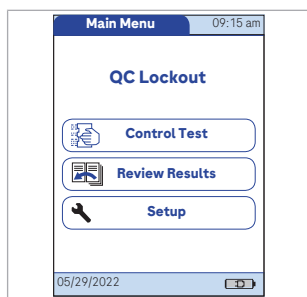 Main Menu 09:15 am
QC Lockout
Control Test
Review Results
Setup
05/29/2022